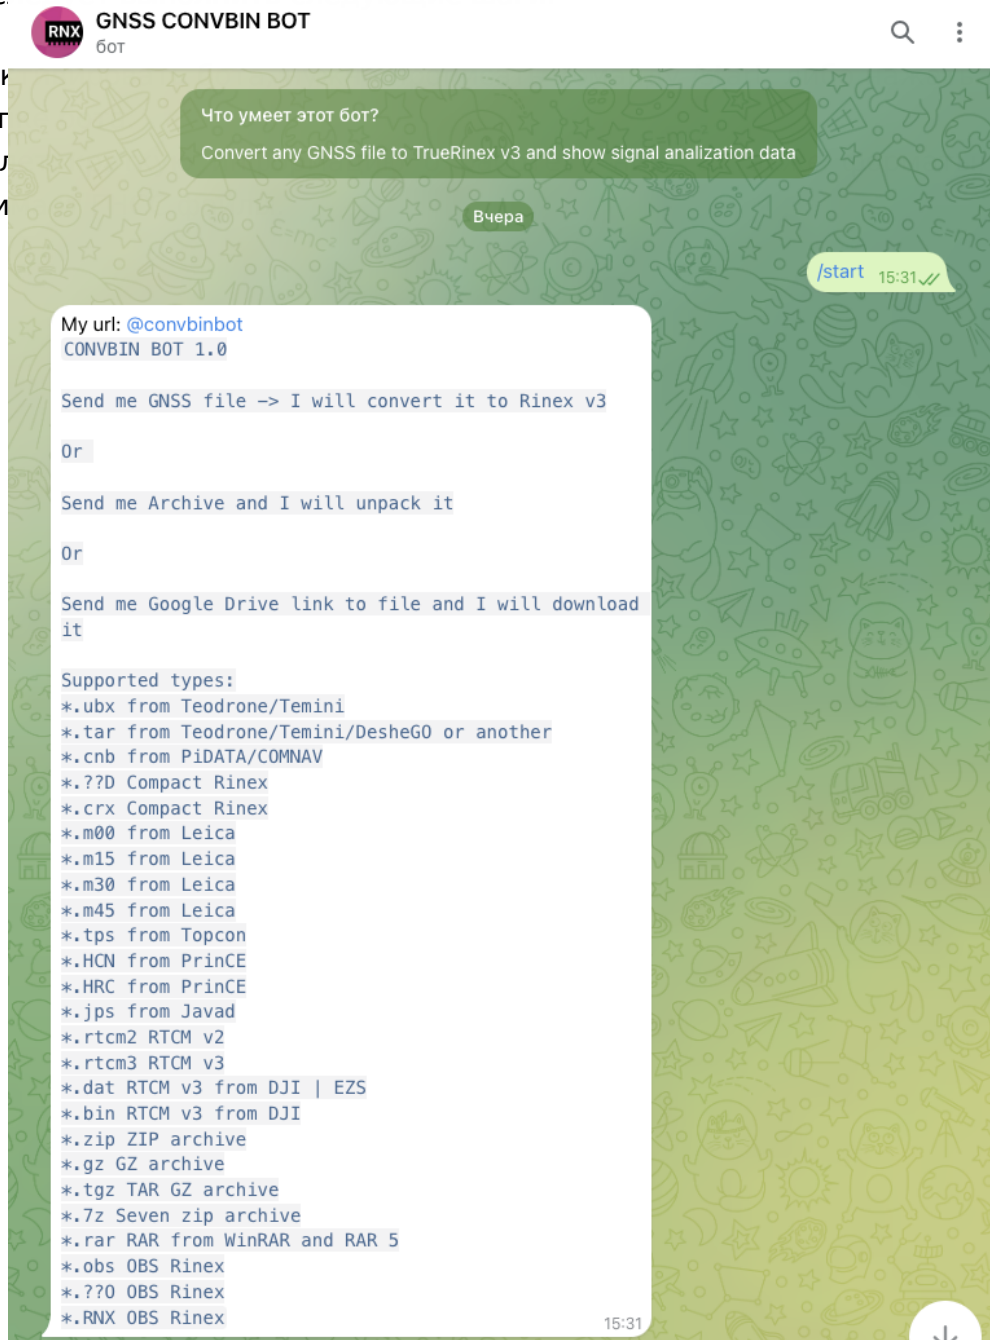 RNX
GNSS CONVBIN BOT
бот
Что умеет этот бот?
Convert any GNSS file to TrueRinex v3 and show signal analization data
Вчера
/start 15:31
My url: @convbinbot
CONVBIN BOT 1.0
Send me GNSS file —> I will convert it to Rinex v3
Or
Send me Archive and I will unpack it
Or
Send me Google Drive link to file and I will download
it
Supported types:
*.ubx from Teodrone/Temini
*.tar from Teodrone/Temini/DesheGO or another
*.cnb from PiDATA/COMNAV
*.??D Compact Rinex
*.crx Compact Rinex
*.m00 from Leica
*.m15 from Leica
*.m30 from Leica
*.m45 from Leica
*.tps from Topcon
*.HCN from PrinCE
*.HRC from PrinCE
*.jps from Javad
*.rtcm2 RTCM v2
*.rtcm3 RTCM v3
*.dat RTCM v3 from DJI | EZS
*.bin RTCM v3 from DJI
*.zip ZIP archive
*.gz GZ archive
*.tgz TAR GZ archive
*.7z Seven zip archive
*.rar RAR from WinRAR and RAR 5
*.obs OBS Rinex
*.??O OBS Rinex
*.RNX OBS Rinex
15:31